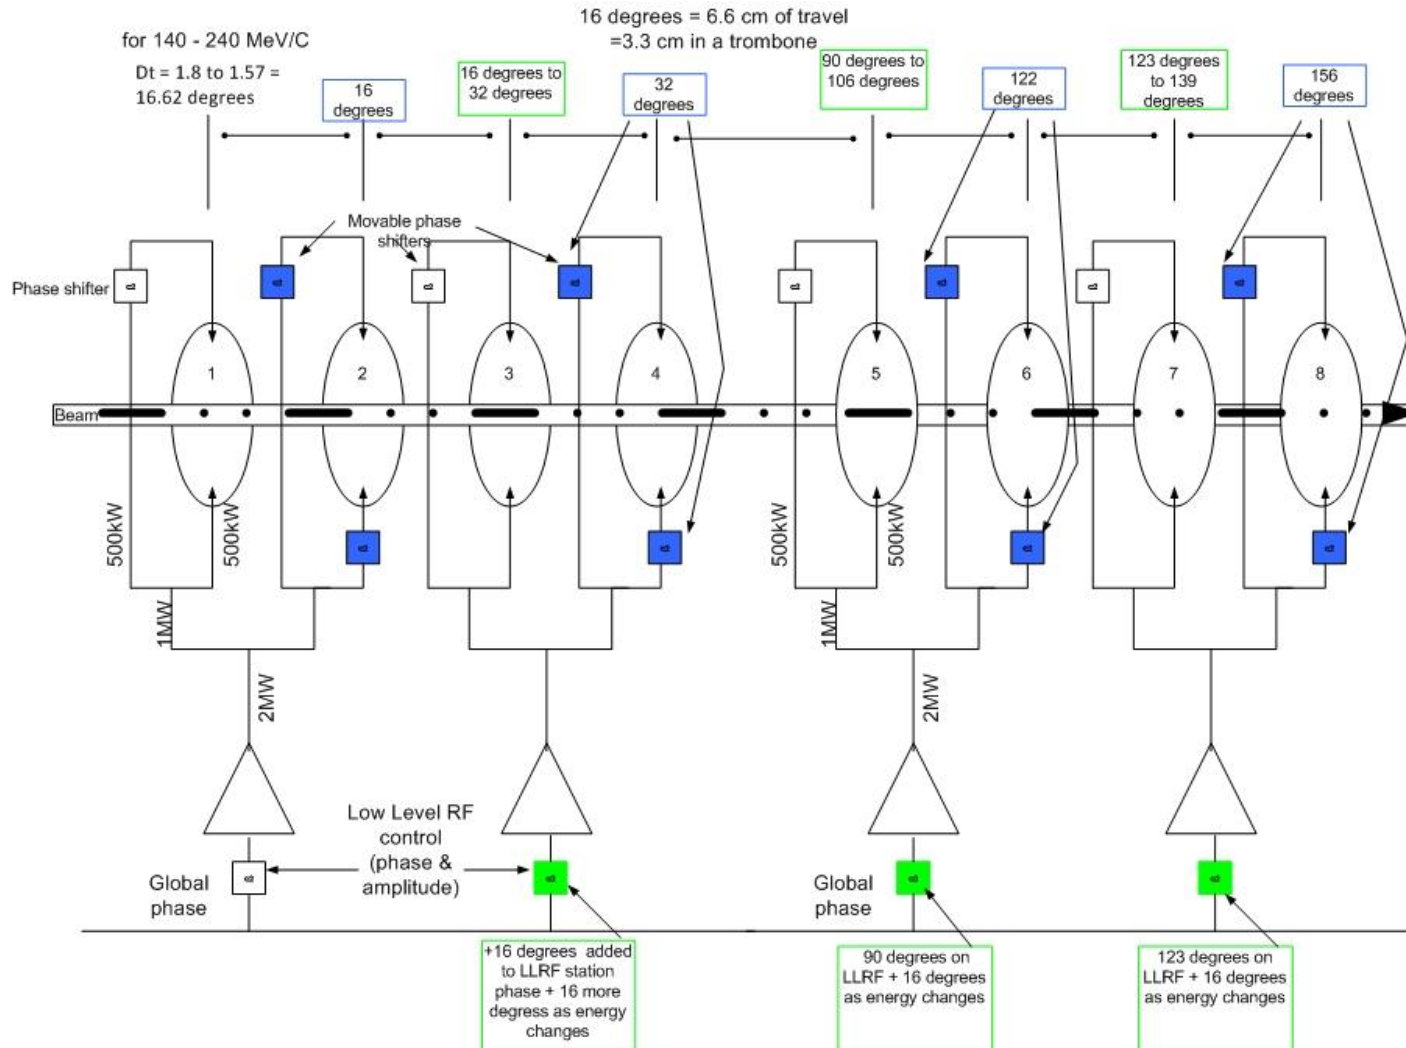 16 degrees = 6.6 cm of travel
=3.3 cm in a trombone
for 140 - 240 MeV/C
Dt = 1.8 to 1.57 =
16.62 degrees
16
degrees
16 degrees to
32 degrees
32
degrees
90 degrees to
106 degrees
122
degrees
123 degrees
to 139
degrees
156
degrees
Movable phase
shifters
Phase shifter
1
2
3
4
5
6
7
8
Beam
500kW
500kW
500kW
500kW
1MW
1MW
2MW
2MW
Low Level RF
control
(phase &
amplitude)
Global
phase
Global
phase
+16 degrees added
to LLRF station
phase + 16 more
degress as energy
changes
90 degrees on
LLRF + 16 degrees
as energy changes
123 degrees on
LLRF + 16 degrees
as energy changes